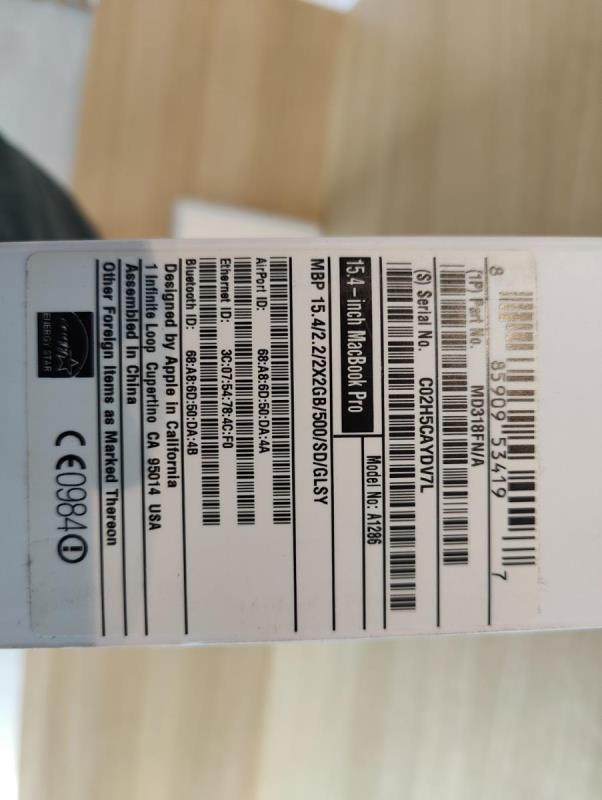 8 85909 53419 7
(1P) Part No. MD318FN/A
(S) Serial No. C02H5CAYDV7L
15.4-inch MacBook Pro
Model No: A1286
MBP 15.4/2.2/2X2GB/500/SD/GLSY
AirPort ID: 68:A8:6D:50:DA:4A
Ethernet ID: 3C:07:54:78:4C:F0
Bluetooth ID: 68:A8:6D:50:DA:4B
Designed by Apple in California
1 Infinite Loop Cupertino CA 95014 USA
Assembled in China
Other Foreign Items as Marked Thereon
energy
ENERGY STAR
CE0984